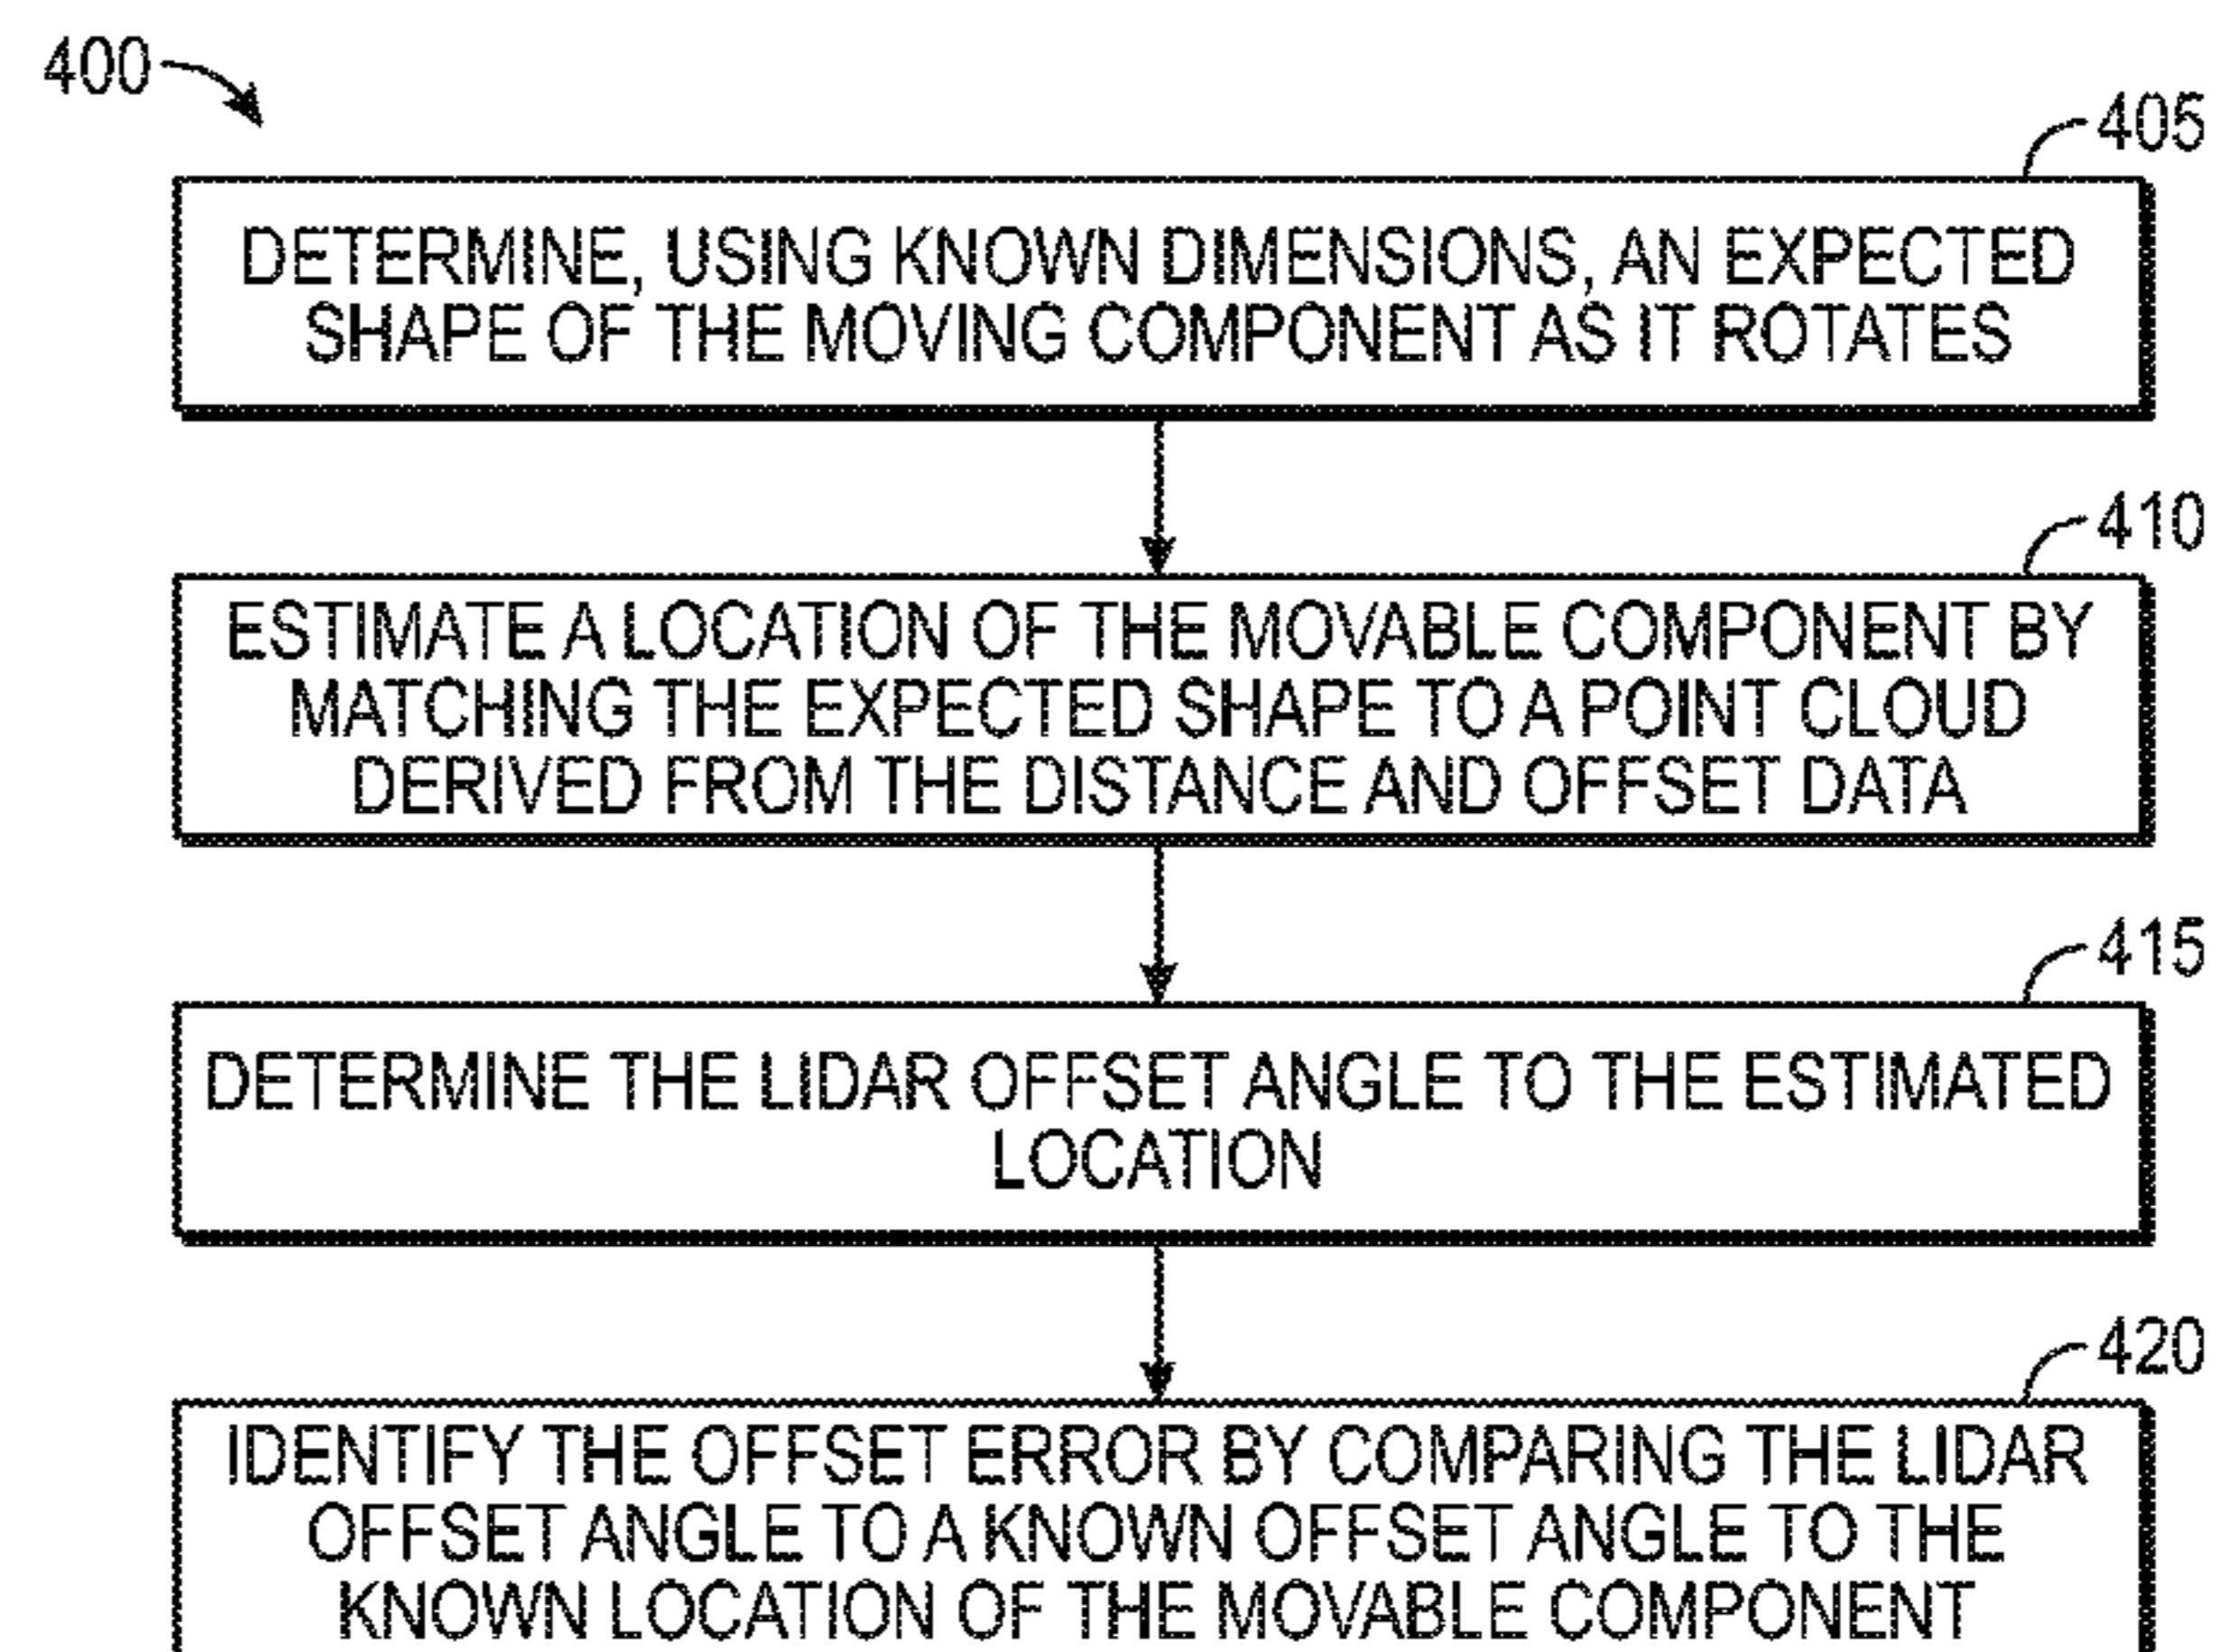 400
405
DETERMINE, USING KNOWN DIMENSIONS, AN EXPECTED
SHAPE OF THE MOVING COMPONENT AS IT ROTATES
410
ESTIMATE A LOCATION OF THE MOVABLE COMPONENT BY
MATCHING THE EXPECTED SHAPE TO A POINT CLOUD
DERIVED FROM THE DISTANCE AND OFFSET DATA
415
DETERMINE THE LIDAR OFFSET ANGLE TO THE ESTIMATED
LOCATION
420
IDENTIFY THE OFFSET ERROR BY COMPARING THE LIDAR
OFFSET ANGLE TO A KNOWN OFFSET ANGLE TO THE
KNOWN LOCATION OF THE MOVABLE COMPONENT